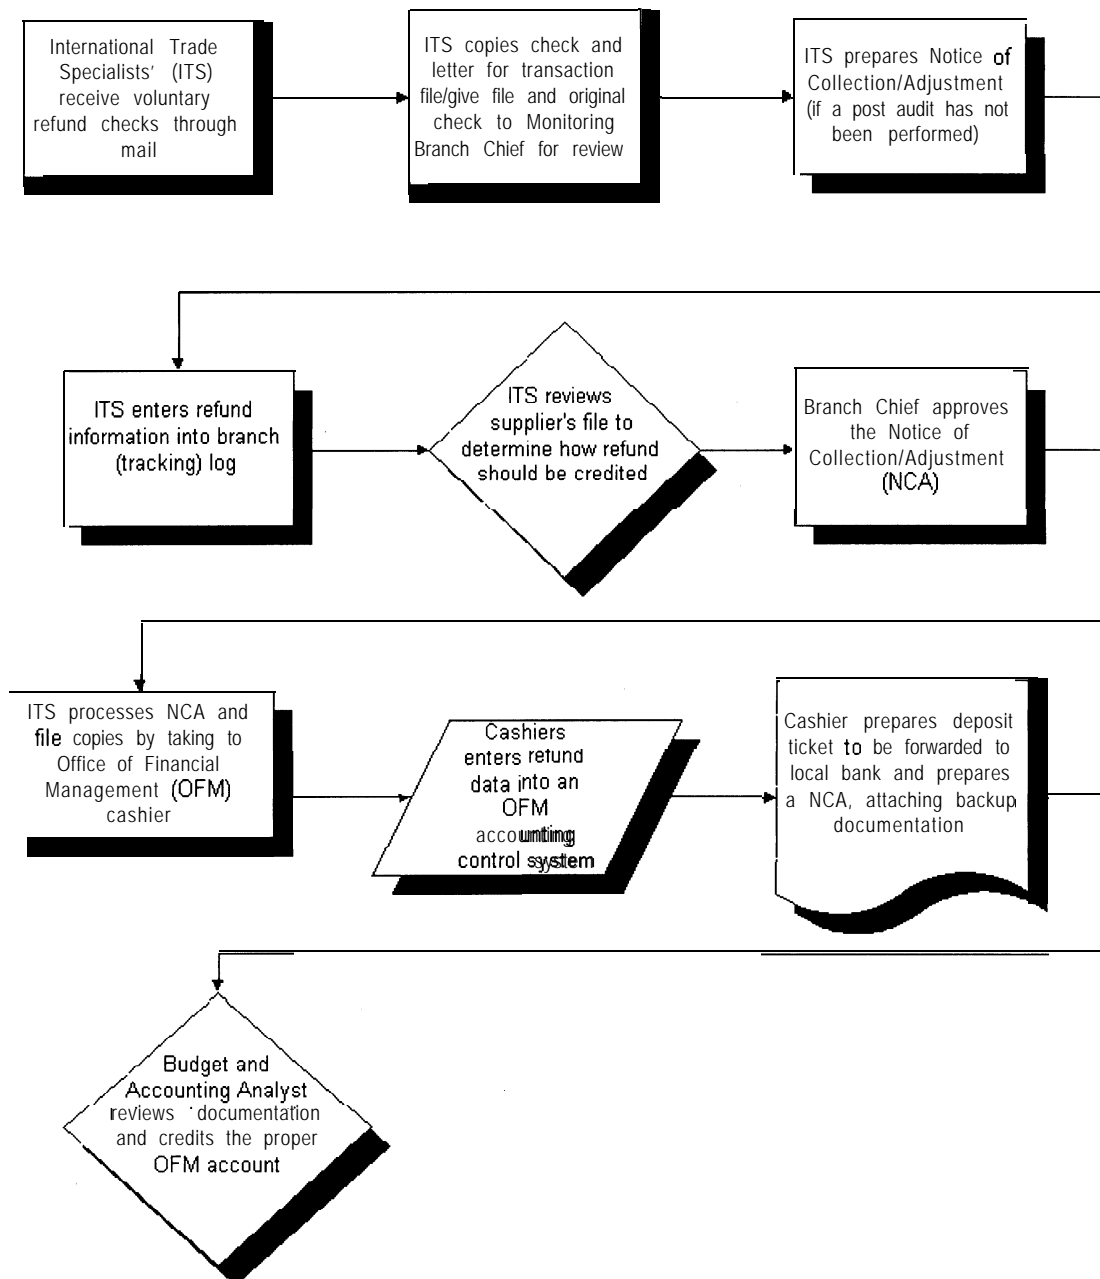 International Trade
Specialists' (ITS)
receive voluntary
refund checks through
mail
ITS copies check and
letter for transaction
file/give file and original
check to Monitoring
Branch Chief for review
ITS prepares Notice of
Collection/Adjustment
(if a post audit has not
been performed)
ITS enters refund
information into branch
(tracking) log
ITS reviews
supplier's file to
determine how refund
should be credited
Branch Chief approves
the Notice of
Collection/Adjustment
(NCA)
ITS processes NCA and
file copies by taking to
Office of Financial
Management (OFM)
cashier
Cashiers
enters refund
data into an
OFM
accounting
control system
Cashier prepares deposit
ticket to be forwarded to
local bank and prepares
a NCA, attaching backup
documentation
Budget and
Accounting Analyst
reviews documentation
and credits the proper
OFM account